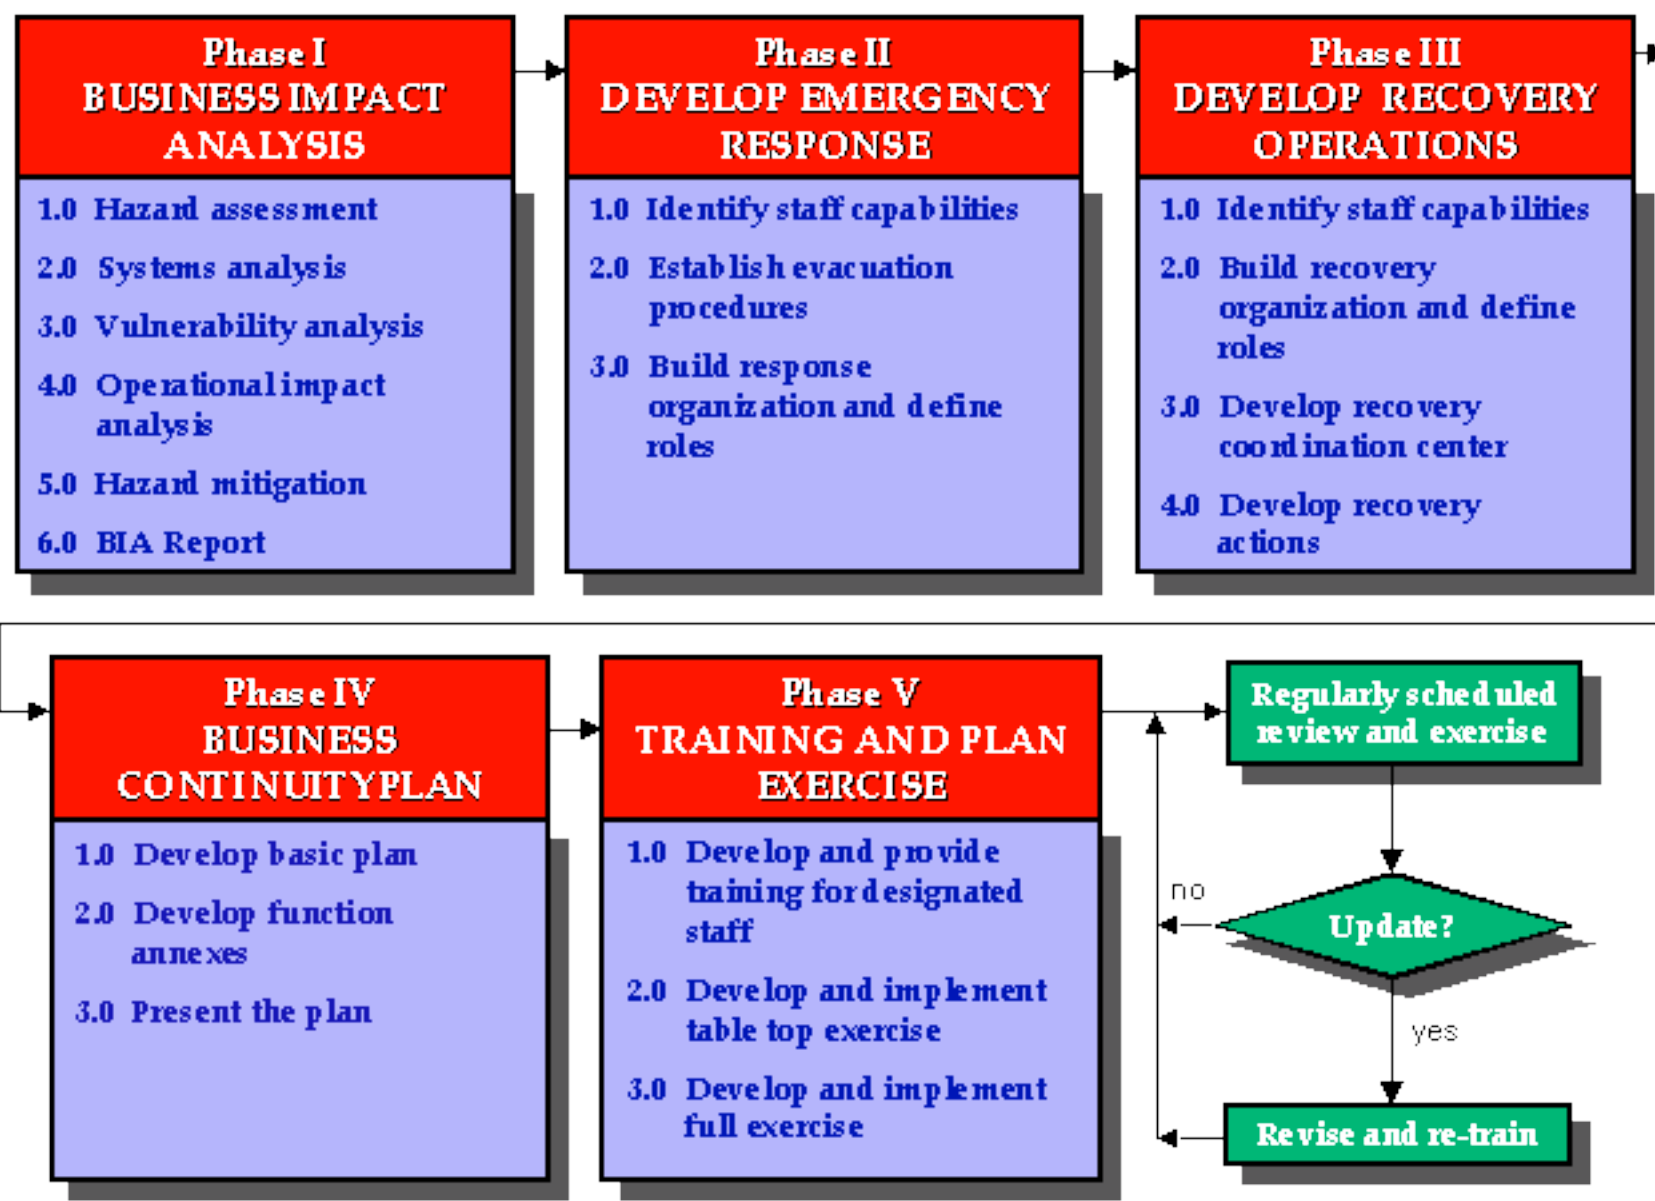 Phase I
BUSINESS IMPACT
ANALYSIS
1.0 Hazard assessment
2.0 Systems analysis
3.0 Vulnerability analysis
4.0 Operational impact
analysis
5.0 Hazard mitigation
6.0 BIA Report
Phase II
DEVELOP EMERGENCY
RESPONSE
1.0 Identify staff capabilities
2.0 Establish evacuation
procedures
3.0 Build response
organization and define
roles
Phase III
DEVELOP RECOVERY
OPERATIONS
1.0 Identify staff capabilities
2.0 Build recovery
organization and define
roles
3.0 Develop recovery
coordination center
4.0 Develop recovery
actions
Phase IV
BUSINESS
CONTINUITYPLAN
1.0 Develop basic plan
2.0 Develop function
annexes
3.0 Present the plan
Phase V
TRAINING AND PLAN
EXERCISE
1.0 Develop and provide
training for designated
staff
2.0 Develop and implement
table top exercise
3.0 Develop and implement
full exercise
Regularly scheduled
review and exercise
Update?
no
yes
Revise and re-train